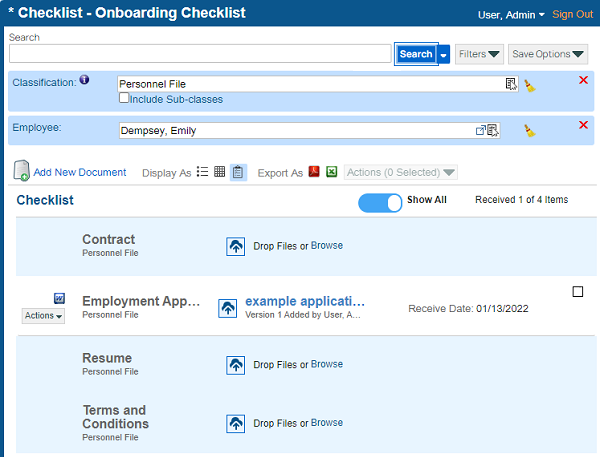 * Checklist - Onboarding Checklist
User, Admin
Sign Out
Search
Search
Filters
Save Options
Classification:
Personnel File
Include Sub-classes
Employee:
Dempsey, Emily
Add New Document
Display As
Export As
Actions (0 Selected)
Checklist
Show All
Received 1 of 4 Items
Contract
Personnel File
Drop Files or Browse
Actions
Employment App...
Personnel File
example applicati...
Version 1 Added by User, A...
Receive Date: 01/13/2022
Resume
Personnel File
Drop Files or Browse
Terms and
Conditions
Personnel File
Drop Files or Browse